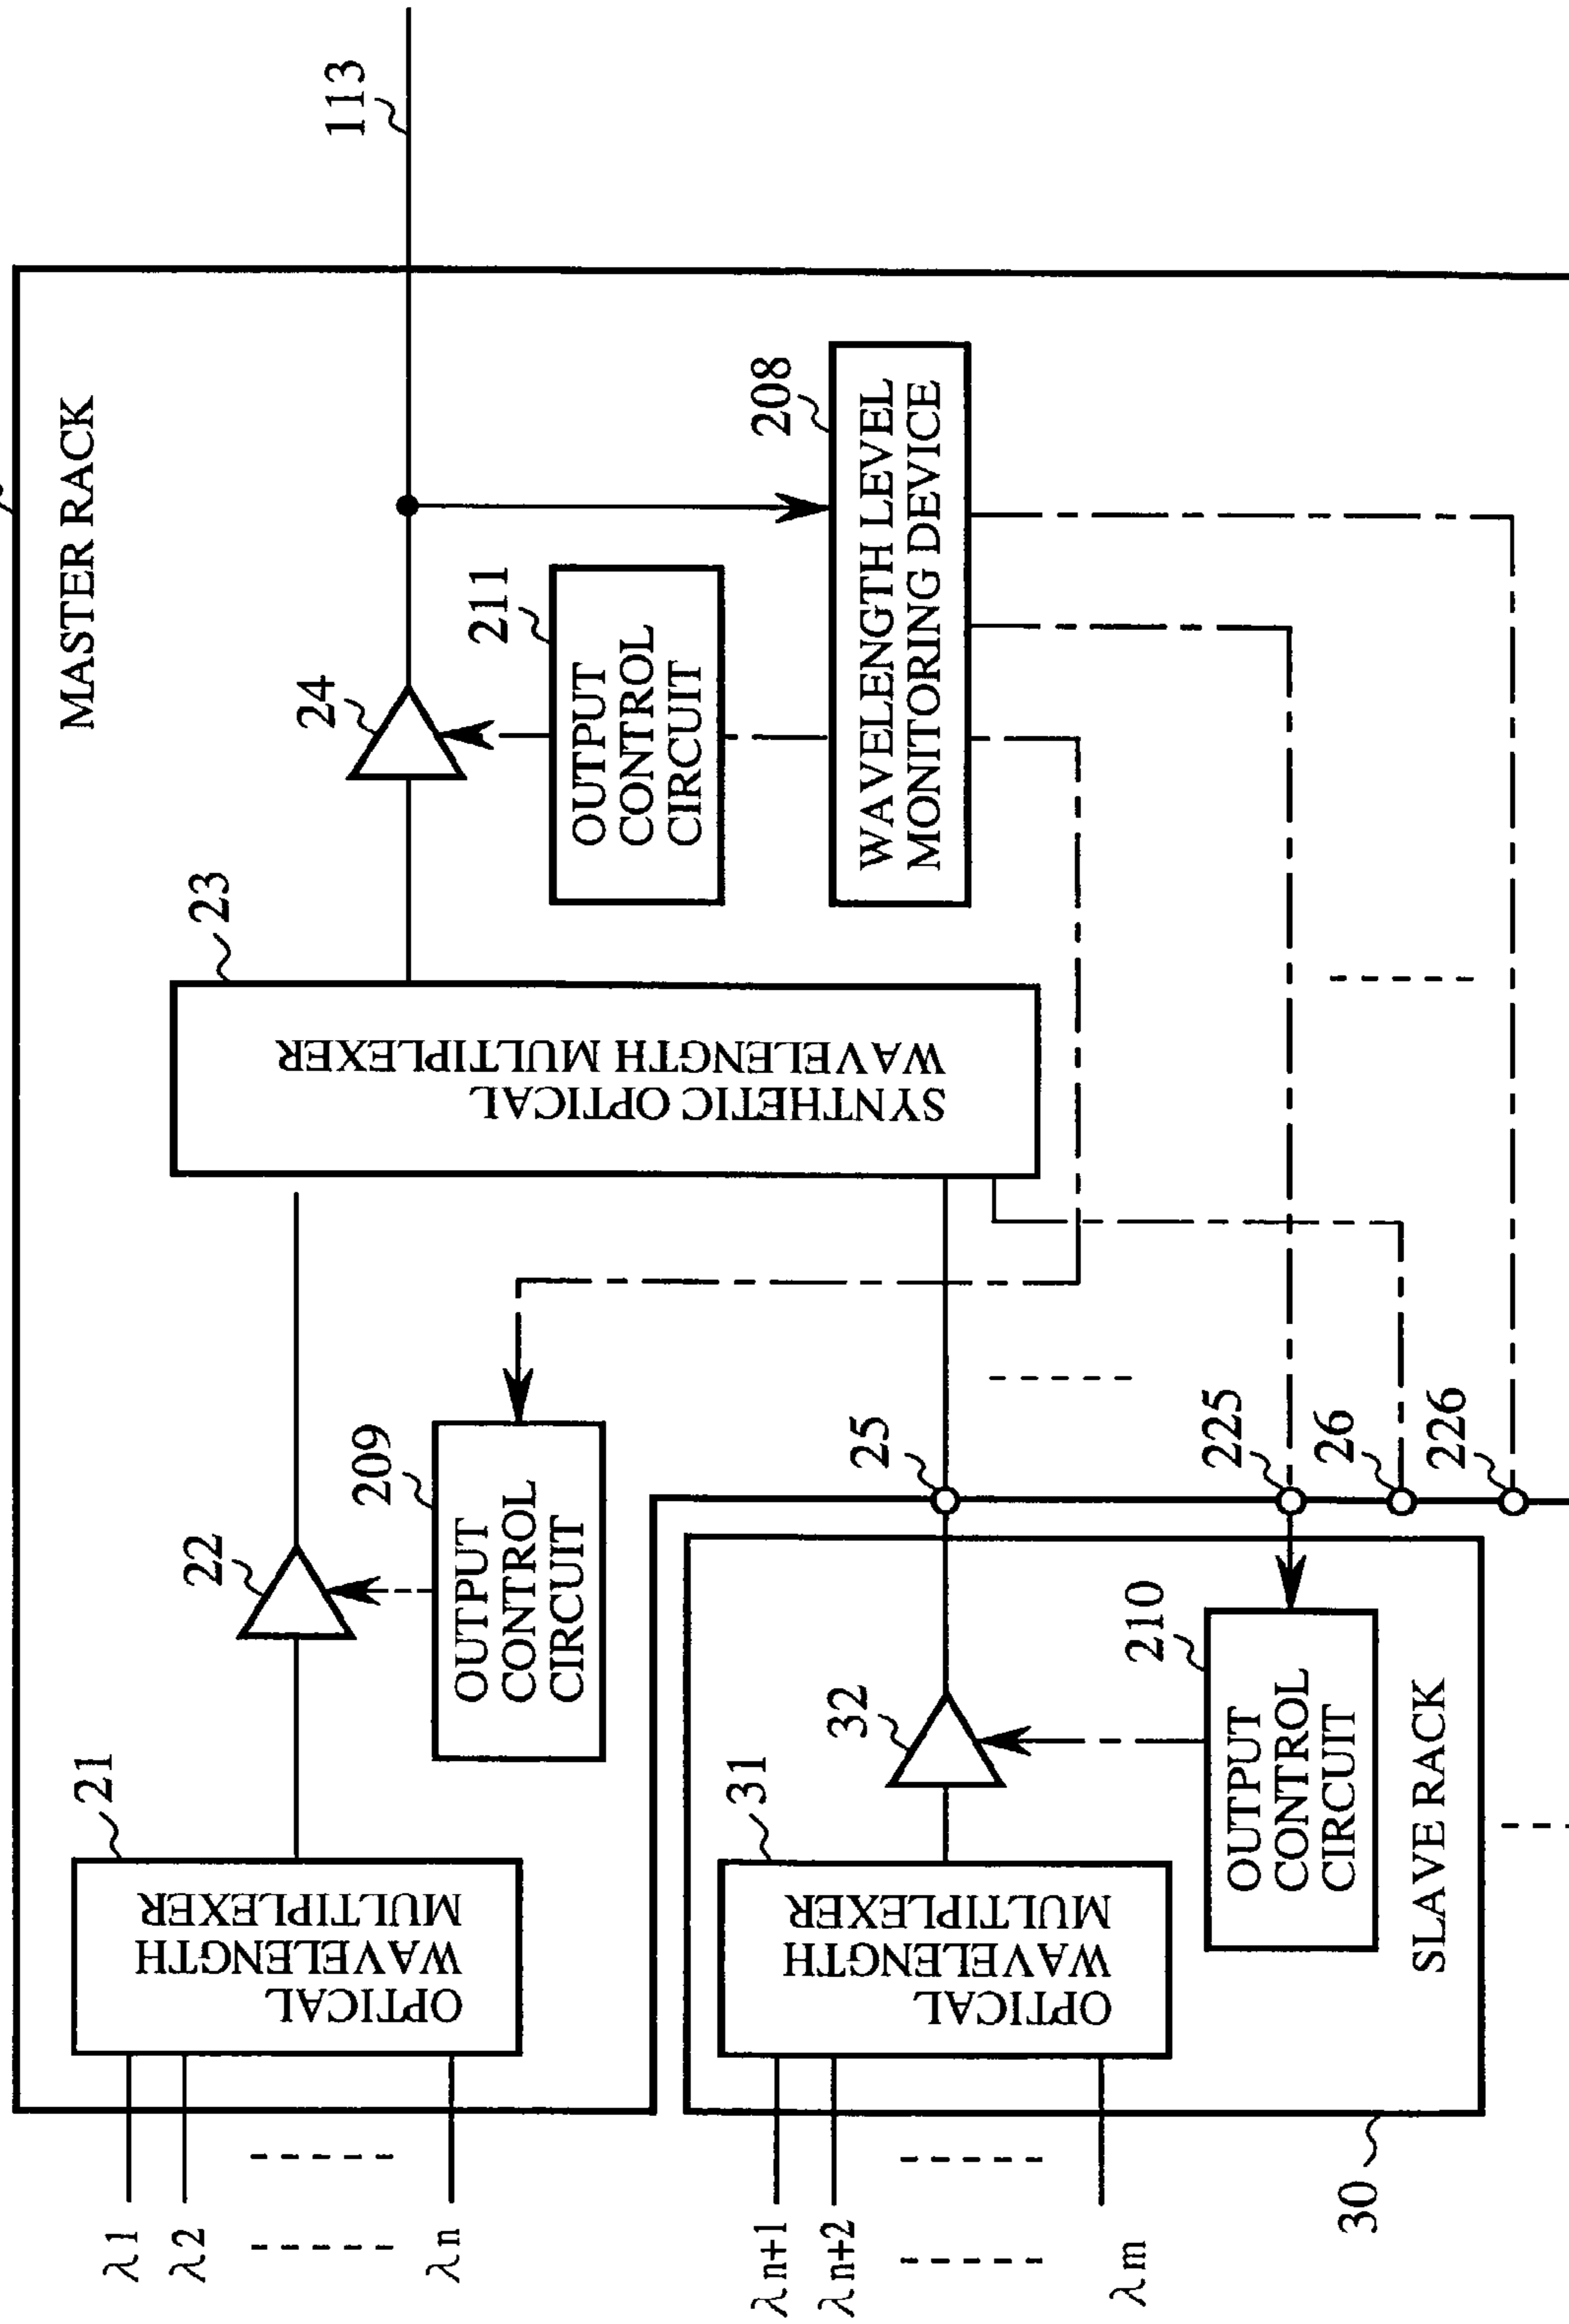 MASTER RACK
113
24
211
OUTPUT
CONTROL
CIRCUIT
208
WAVELENGTH LEVEL
MONITORING DEVICE
23
SYNTHETIC OPTICAL
WAVELENGTH MULTIPLEXER
22
209
OUTPUT
CONTROL
CIRCUIT
21
OPTICAL
WAVELENGTH
MULTIPLEXER
λ1
λ2
λn
25
225
26
226
32
210
OUTPUT
CONTROL
CIRCUIT
31
OPTICAL
WAVELENGTH
MULTIPLEXER
SLAVE RACK
λn+1
λn+2
λm
30